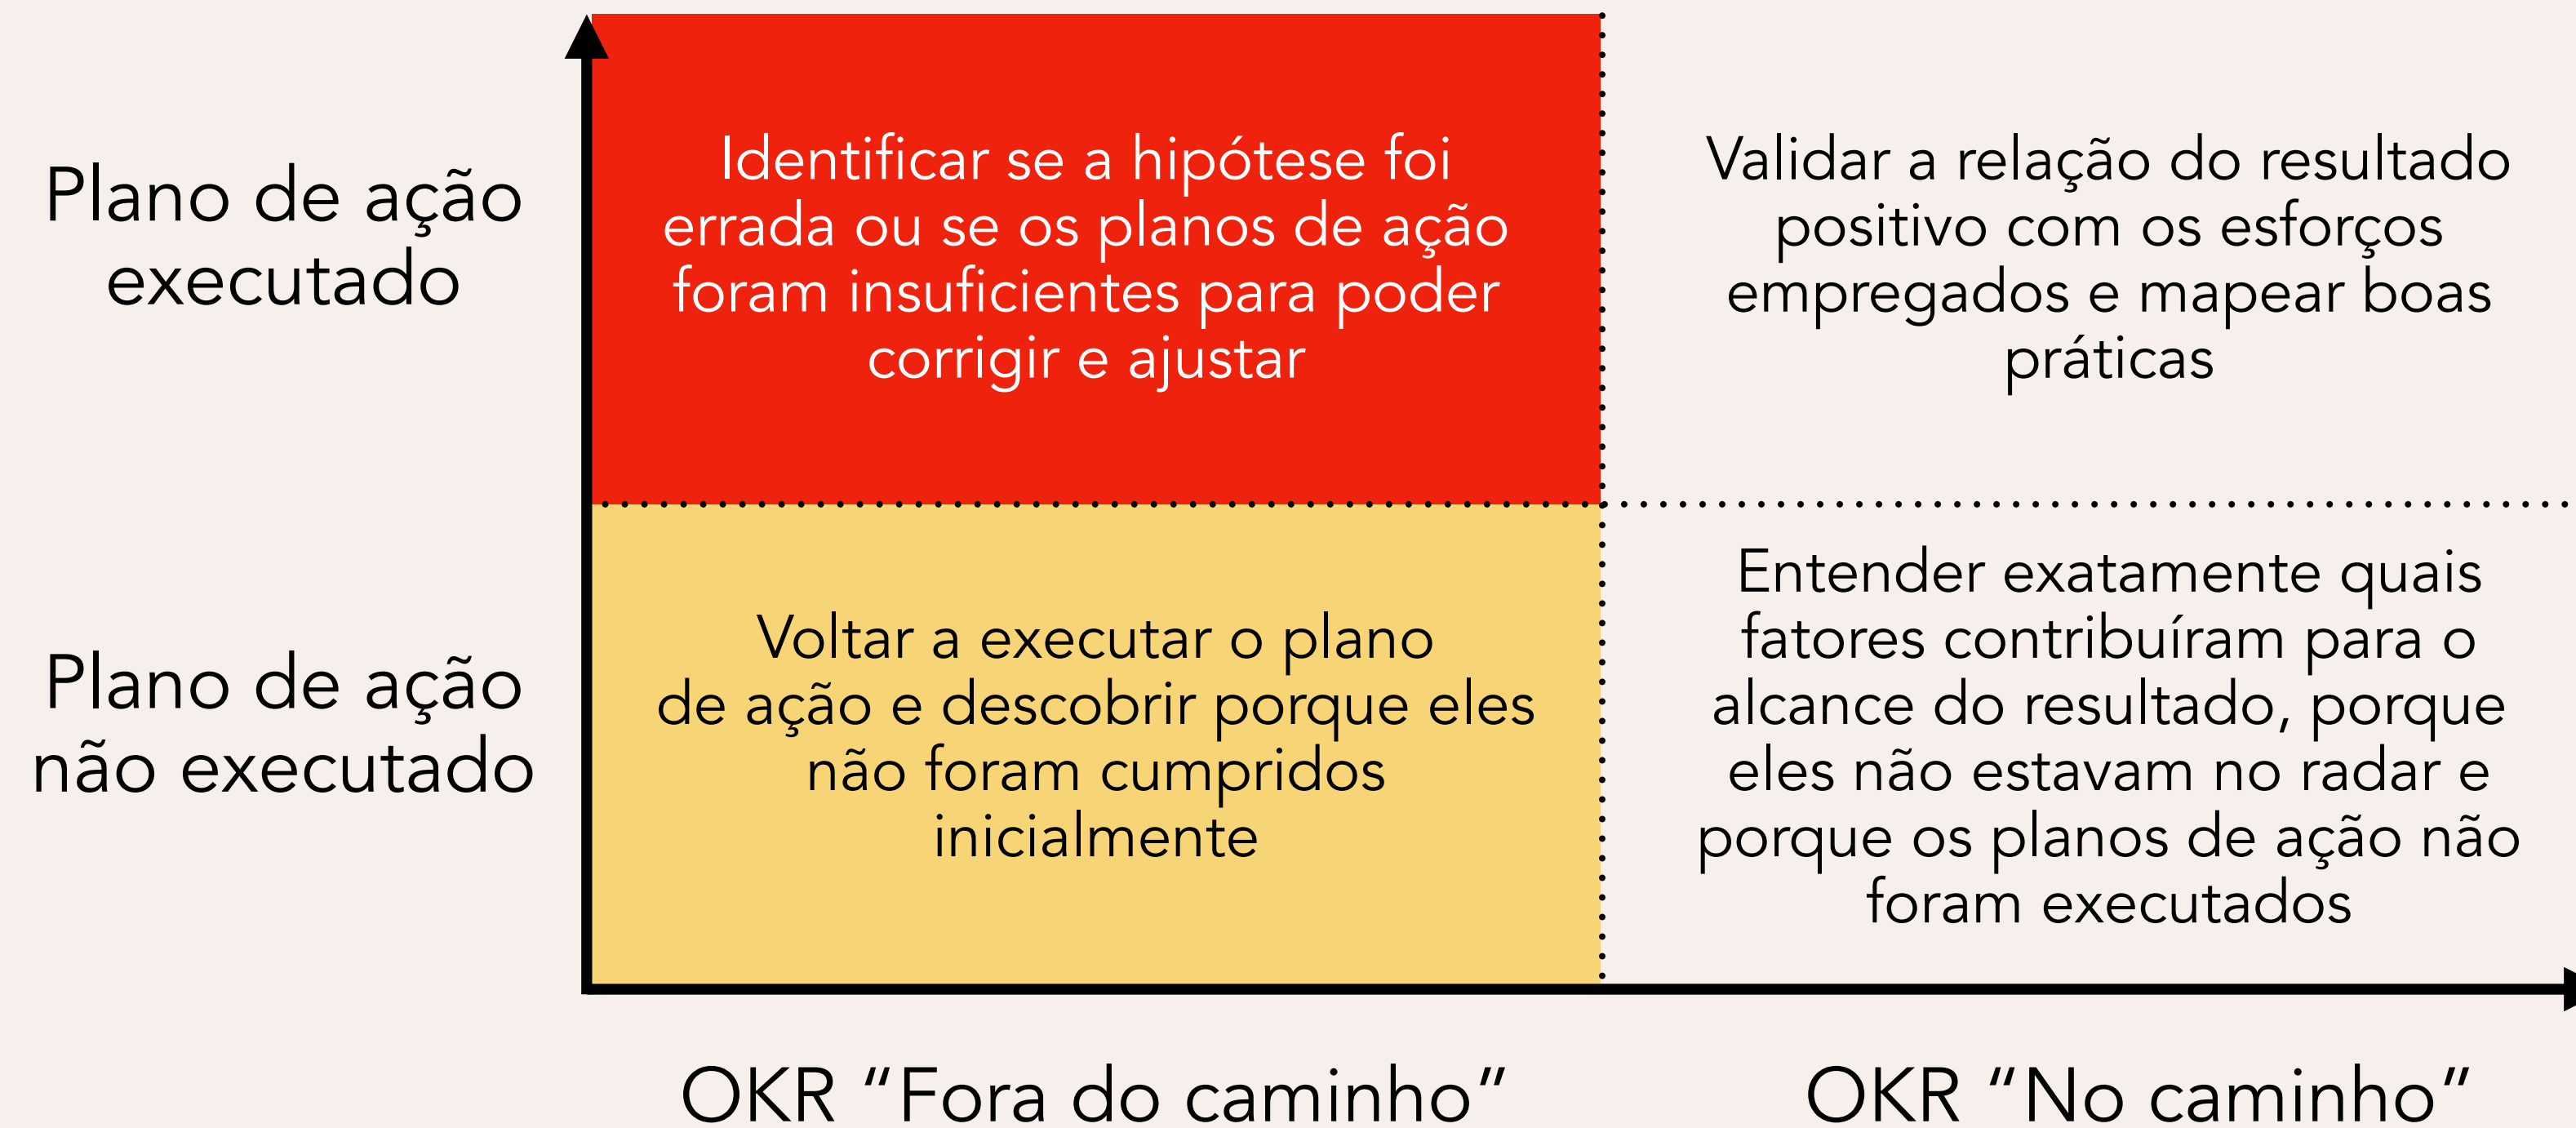 Plano de ação
executado
Identificar se a hipótese foi
errada ou se os planos de ação
foram insuficientes para poder
corrigir e ajustar
Validar a relação do resultado
positivo com os esforços
empregados e mapear boas
práticas
Plano de ação
não executado
Voltar a executar o plano
de ação e descobrir porque eles
não foram cumpridos
inicialmente
Entender exatamente quais
fatores contribuíram para o
alcance do resultado, porque
eles não estavam no radar e
porque os planos de ação não
foram executados
OKR “Fora do caminho”
OKR “No caminho”